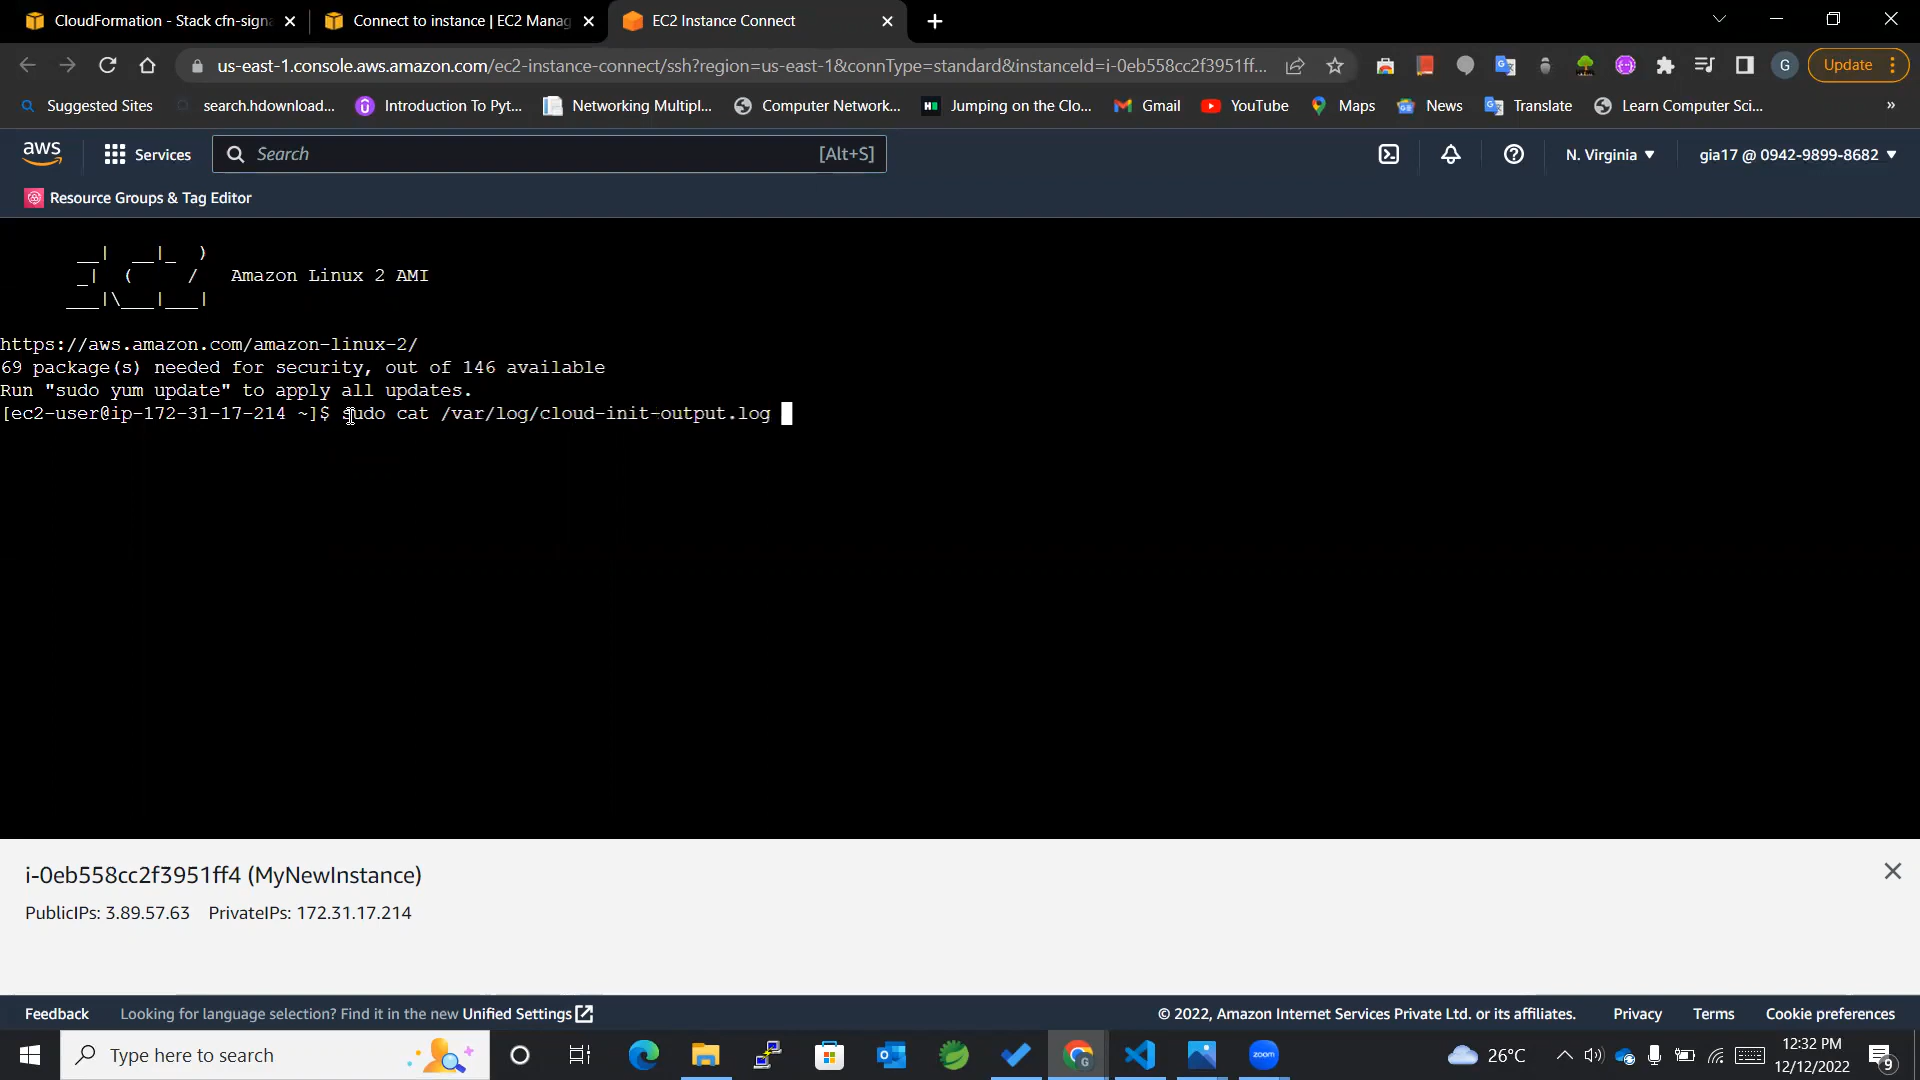 CloudFormation - Stack cfn-signa
Connect to instance | EC2 Manag
EC2 Instance Connect
us-east-1.console.aws.amazon.com/ec2-instance-connect/ssh?region=us-east-1&connType=standard&instanceId=i-0eb558cc2f3951ff...
G
Update
Suggested Sites
search.hdownload...
Introduction To Pyt...
Networking Multipl...
Computer Network...
Jumping on the Clo...
Gmail
YouTube
Maps
News
Translate
Learn Computer Sci...
»
aws
Services
Search
[Alt+S]
N. Virginia
gia17 @ 0942-9899-8682
Resource Groups & Tag Editor
__|  __|_  )
_|  (     /   Amazon Linux 2 AMI
___|\___|___|
https://aws.amazon.com/amazon-linux-2/
69 package(s) needed for security, out of 146 available
Run "sudo yum update" to apply all updates.
[ec2-user@ip-172-31-17-214 ~]$ sudo cat /var/log/cloud-init-output.log
i-0eb558cc2f3951ff4 (MyNewInstance)
PublicIPs: 3.89.57.63 PrivateIPs: 172.31.17.214
Feedback
Looking for language selection? Find it in the new Unified Settings
© 2022, Amazon Internet Services Private Ltd. or its affiliates.
Privacy
Terms
Cookie preferences
Type here to search
zoom
26°C
12:32 PM
12/12/2022
9